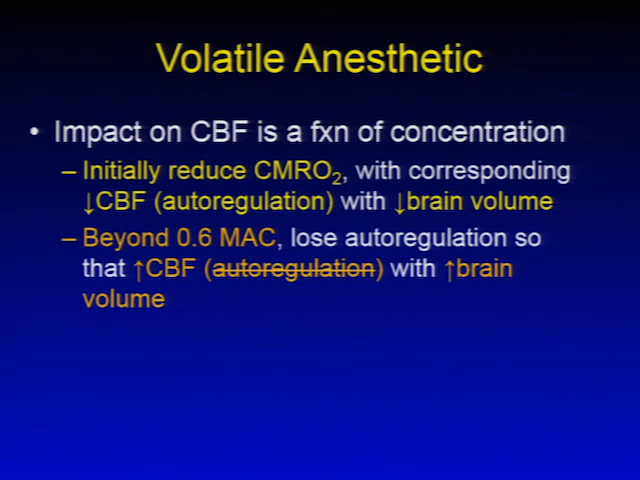 Volatile Anesthetic
• Impact on CBF is a fxn of concentration
– Initially reduce CMRO₂, with corresponding
↓CBF (autoregulation) with ↓brain volume
– Beyond 0.6 MAC, lose autoregulation so
that ↑CBF (autoregulation) with ↑brain
volume